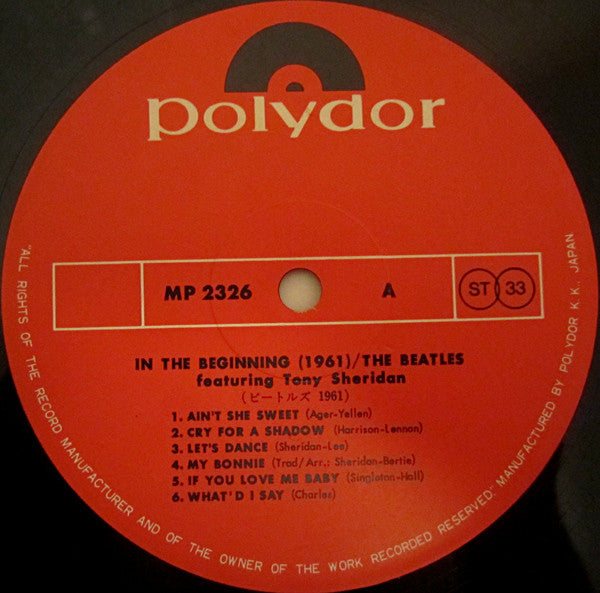 polydor
MP 2326 A ST 33
IN THE BEGINNING (1961)/THE BEATLES
featuring Tony Sheridan
(ビートルズ 1961)
1. AIN'T SHE SWEET (Ager-Yellen)
2. CRY FOR A SHADOW (Harrison-Lennon)
3. LET'S DANCE (Sheridan-Lee)
4. MY BONNIE (Trad/Arr.: Sheridan-Bertie)
5. IF YOU LOVE ME BABY (Singleton-Hall)
6. WHAT'D I SAY (Charles)
"ALL RIGHTS OF THE RECORD MANUFACTURER AND OF THE OWNER OF THE WORK RECORDED RESERVED. MANUFACTURED BY POLYDOR K.K., JAPAN